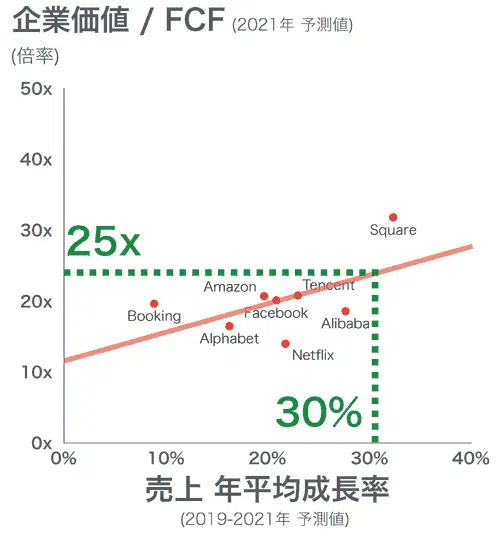 企業価値 / FCF (2021年 予測値)
(倍率)
50x
40x
30x
25x
Square
20x
Amazon
Tencent
Booking
Facebook
Alibaba
Alphabet
Netflix
10x
30%
0x
0%
10%
20%
30%
40%
売上 年平均成長率
(2019-2021年 予測値)